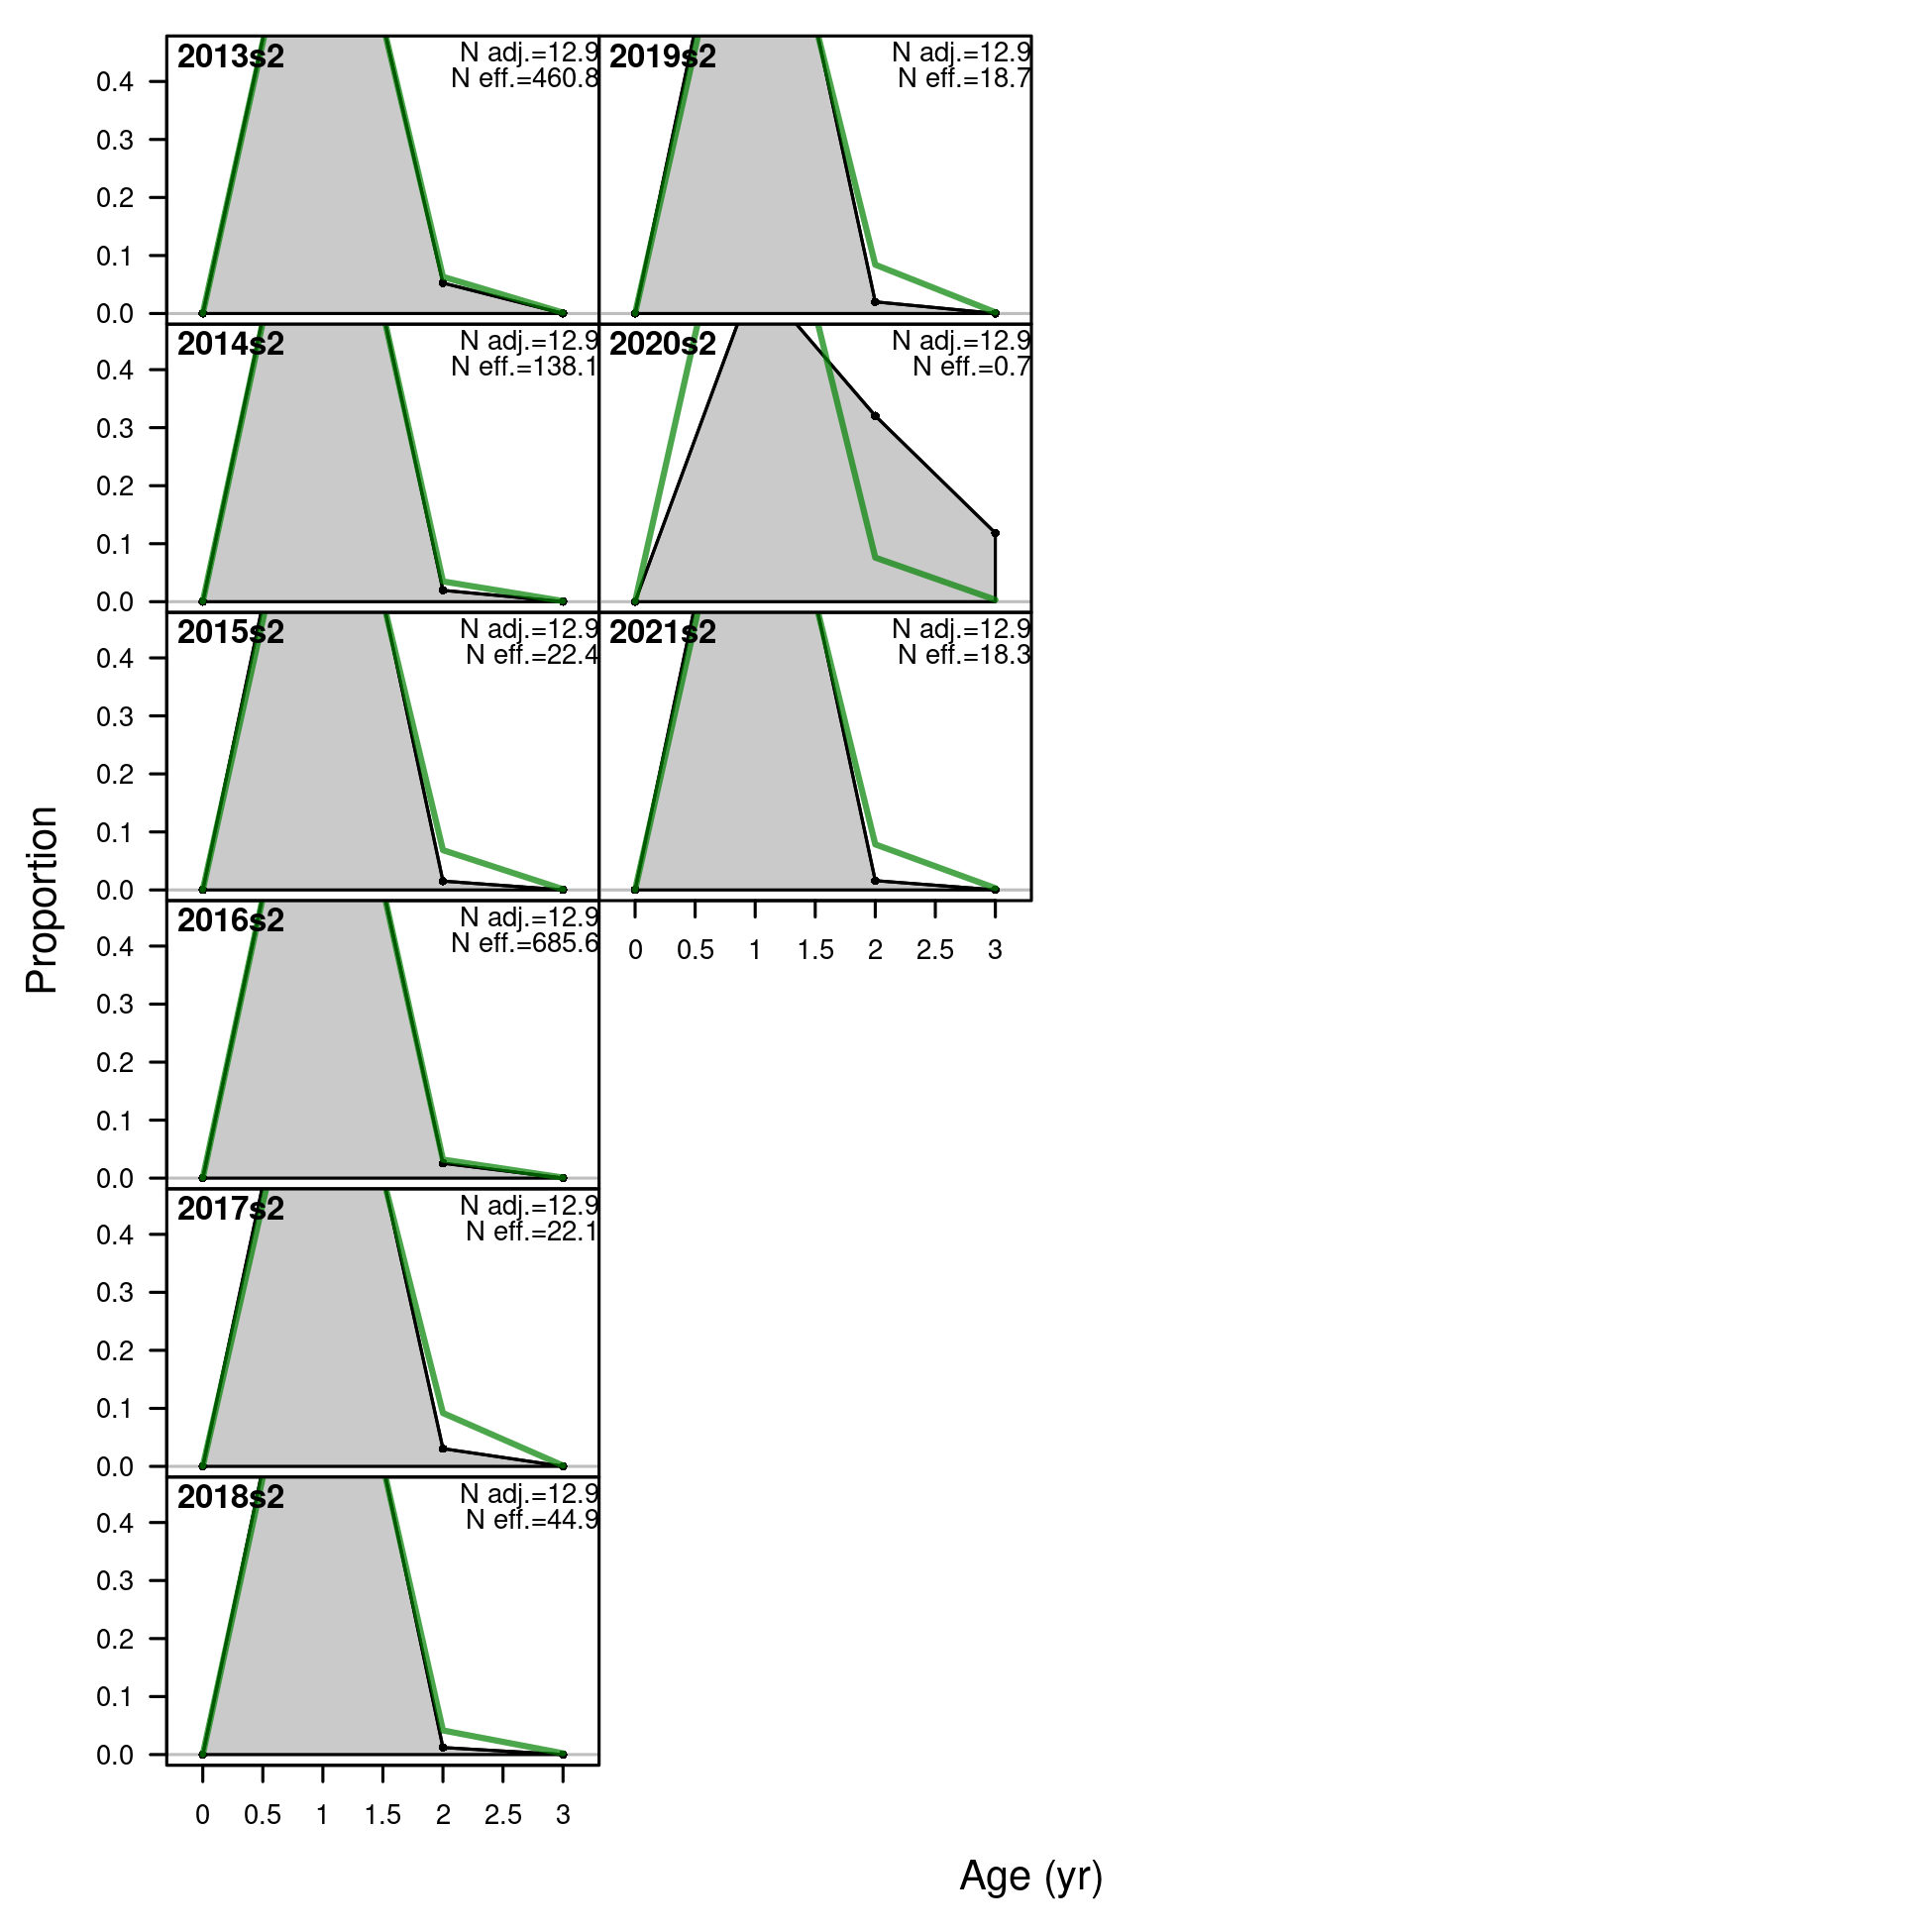 Proportion
2013s2
N adj.=12.9
N eff.=460.8
0.4
0.3
0.2
0.1
0.0
2014s2
N adj.=12.9
N eff.=138.1
0.4
0.3
0.2
0.1
0.0
2015s2
N adj.=12.9
N eff.=22.4
0.4
0.3
0.2
0.1
0.0
2016s2
N adj.=12.9
N eff.=685.6
0.4
0.3
0.2
0.1
0.0
2017s2
N adj.=12.9
N eff.=22.1
0.4
0.3
0.2
0.1
0.0
2018s2
N adj.=12.9
N eff.=44.9
0.4
0.3
0.2
0.1
0.0
0 0.5 1 1.5 2 2.5 3
2019s2
N adj.=12.9
N eff.=18.7
2020s2
N adj.=12.9
N eff.=0.7
2021s2
N adj.=12.9
N eff.=18.3
0 0.5 1 1.5 2 2.5 3
Age (yr)